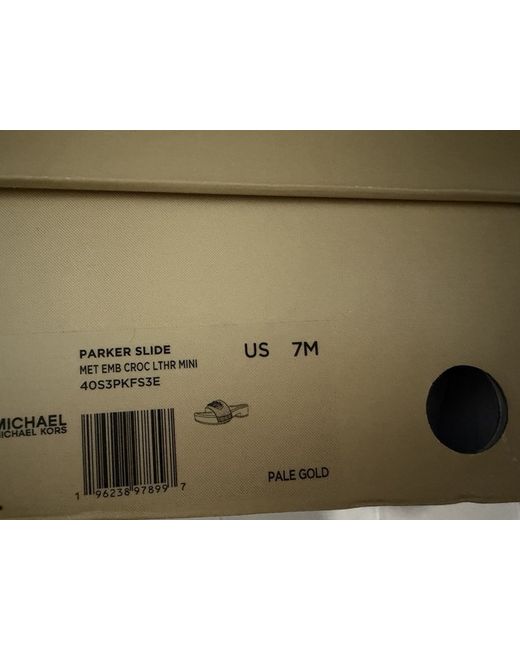 PARKER SLIDE
MET EMB CROC LTHR MINI
40S3PKFS3E
US 7M
MICHAEL
MICHAEL KORS
1 96238 97899 7
PALE GOLD